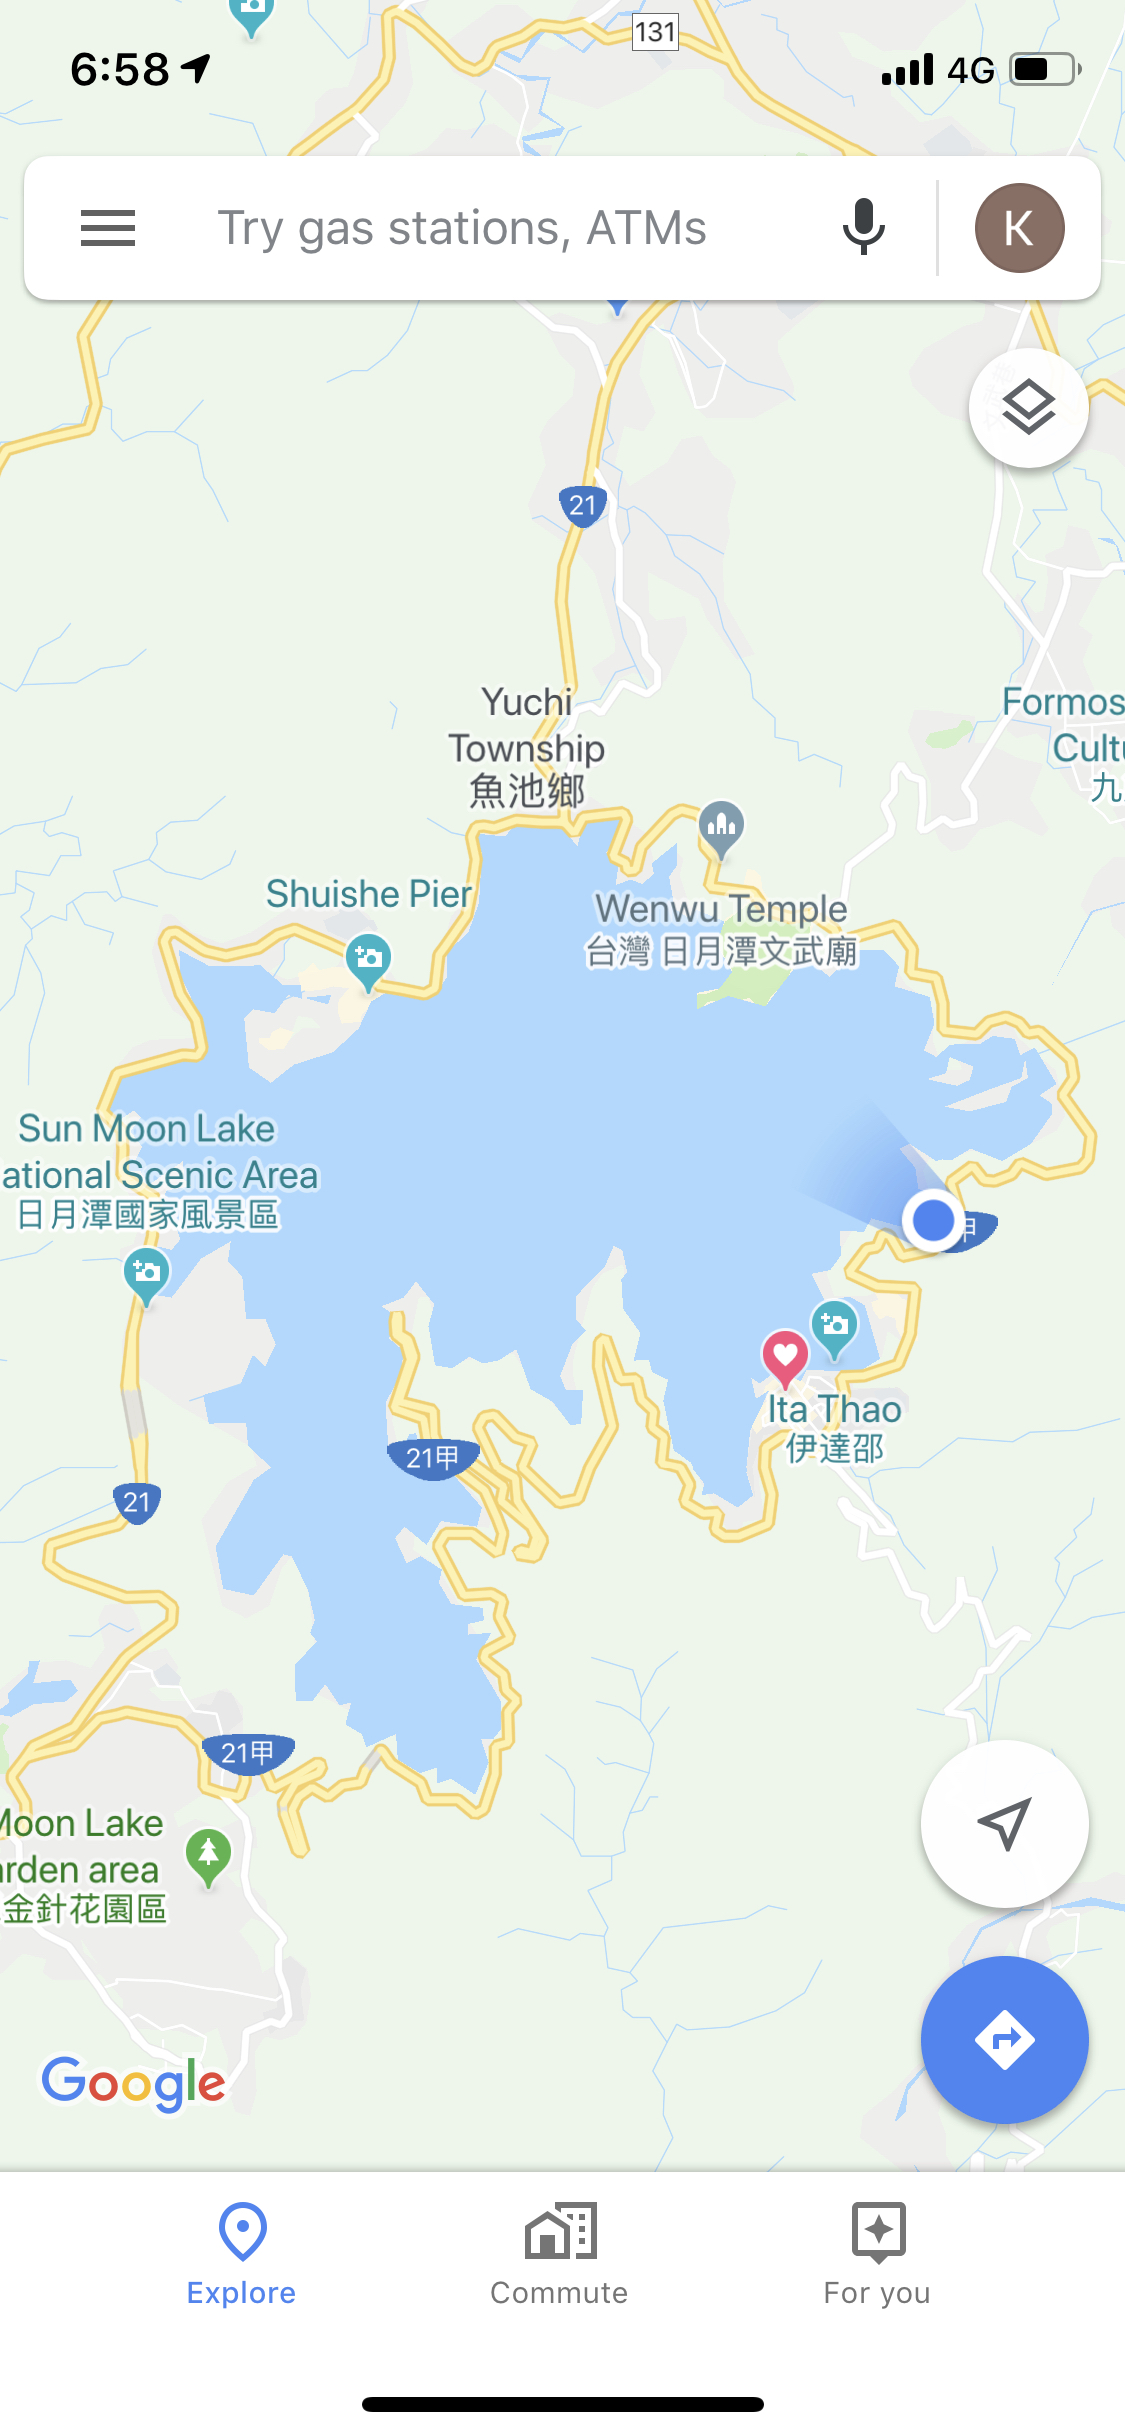 131
6:58
4G
Try gas stations, ATMs
K
21
Yuchi
Township
魚池鄉
Formos
Cultu
九
Shuishe Pier
Wenwu Temple
台灣 日月潭文武廟
Sun Moon Lake
ational Scenic Area
日月潭國家風景區
甲
Ita Thao
伊達邵
21甲
21
21甲
Moon Lake
arden area
金針花園區
Google
Explore
Commute
For you